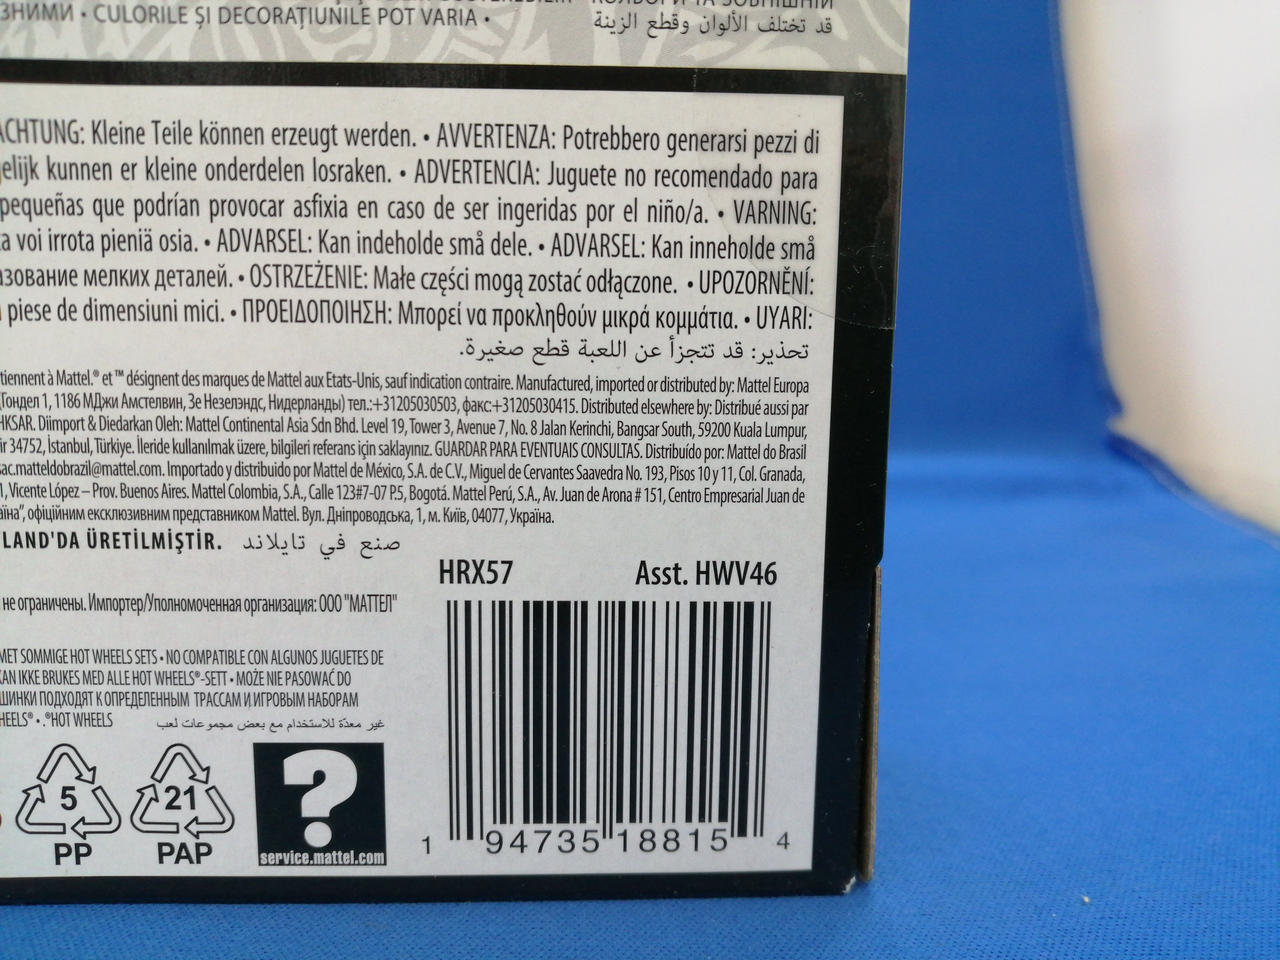 ЗНИМИ • CULORILE ȘI DECORAȚIUNILE POT VARIA •
قد تختلف الألوان وقطع الزينة
ACHTUNG: Kleine Teile können erzeugt werden. • AVVERTENZA: Potrebbero generarsi pezzi di
elijk kunnen er kleine onderdelen losraken. • ADVERTENCIA: Juguete no recomendado para
pequeñas que podrían provocar asfixia en caso de ser ingeridas por el niño/a. • VARNING:
a voi irrota pieniä osia. • ADVARSEL: Kan indeholde små dele. • ADVARSEL: Kan inneholde små
азование мелких деталей. • OSTRZEŻENIE: Małe części mogą zostać odłączone. • UPOZORNĚNÍ:
piese de dimensiuni mici. • ΠΡΟΕΙΔΟΠΟΙΗΣΗ: Μπορεί να προκληθούν μικρά κομμάτια. • UYARI:
تحذير: قد تتجزأ عن اللعبة قطع صغيرة.
tiennent à Mattel.® et ™ désignent des marques de Mattel aux Etats-Unis, sauf indication contraire. Manufactured, imported or distributed by: Mattel Europa
(Гондел 1, 1186 МДжи Амстелвин, Зе Незелэндс, Нидерланды) тел.:+31205030503, факс:+31205030415. Distributed elsewhere by: Distribué aussi par
HKSAR. Diimport & Diedarkan Oleh: Mattel Continental Asia Sdn Bhd. Level 19, Tower 3, Avenue 7, No. 8 Jalan Kerinchi, Bangsar South, 59200 Kuala Lumpur,
ir 34752, İstanbul, Türkiye. İleride kullanılmak üzere, bilgileri referans için saklayınız. GUARDAR PARA EVENTUAIS CONSULTAS. Distribuído por: Mattel do Brasil
sac.matteldobrazil@mattel.com. Importado y distribuido por Mattel de México, S.A. de C.V., Miguel de Cervantes Saavedra No. 193, Pisos 10 y 11, Col. Granada,
1, Vicente López – Prov. Buenos Aires. Mattel Colombia, S.A., Calle 123#7-07 P.5, Bogotá. Mattel Perú, S.A., Av. Juan de Arona # 151, Centro Empresarial Juan de
аїна", офіційним ексклюзивним представником Mattel. Вул. Дніпроводська, 1, м. Київ, 04077, Україна.
LAND'DA ÜRETİLMİŞTİR. صنع في تايلاند
HRX57 Asst. HWV46
не ограничены. Импортер/Уполномоченная организация: ООО "МАТТЕЛ"
MET SOMMIGE HOT WHEELS SETS • NO COMPATIBLE CON ALGUNOS JUGUETES DE
KAN IKKE BRUKES MED ALLE HOT WHEELS®-SETT • MOŻE NIE PASOWAĆ DO
ШИНКИ ПОДХОДЯТ К ОПРЕДЕЛЕННЫМ ТРАССАМ И ИГРОВЫМ НАБОРАМ
HEELS® • .®HOT WHEELS غير معدّة للاستخدام مع بعض مجموعات لعب
5 21 ?
PP PAP service.mattel.com
1 94735 18815 4